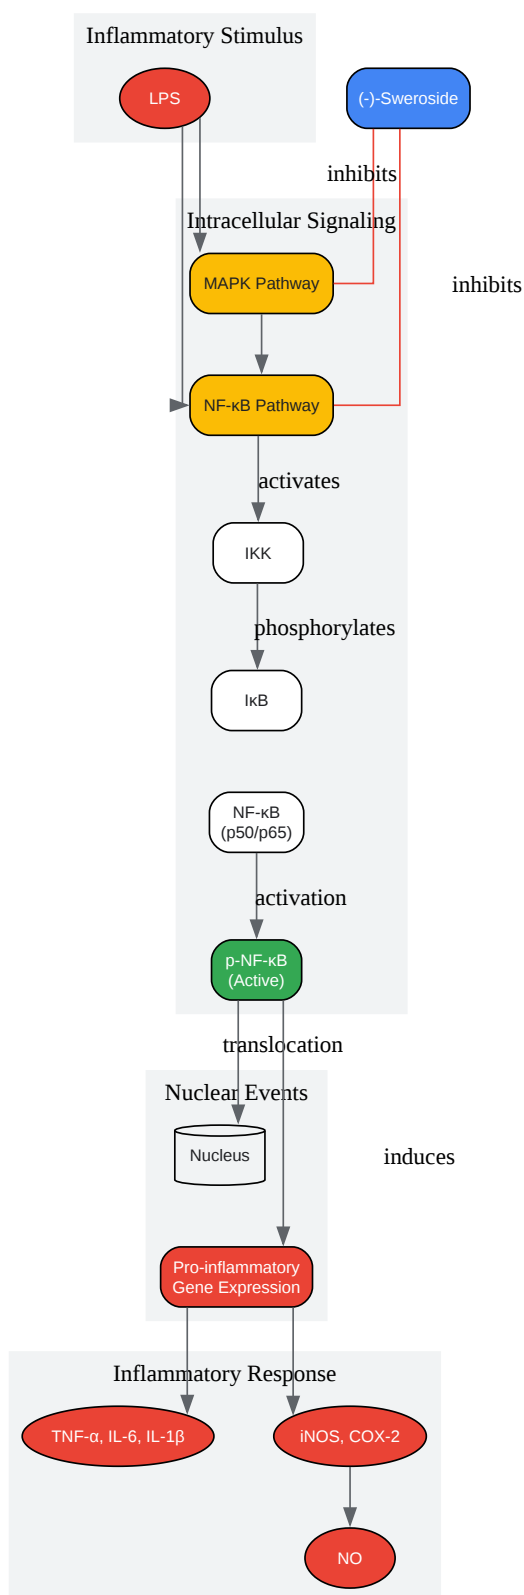 Inflammatory Stimulus
LPS
(-)-Sweroside
inhibits
Intracellular Signaling
MAPK Pathway
inhibits
NF-κB Pathway
activates
IKK
phosphorylates
IκB
NF-κB
(p50/p65)
activation
p-NF-κB
(Active)
translocation
Nuclear Events
Nucleus
induces
Pro-inflammatory
Gene Expression
Inflammatory Response
TNF-α, IL-6, IL-1β
iNOS, COX-2
NO